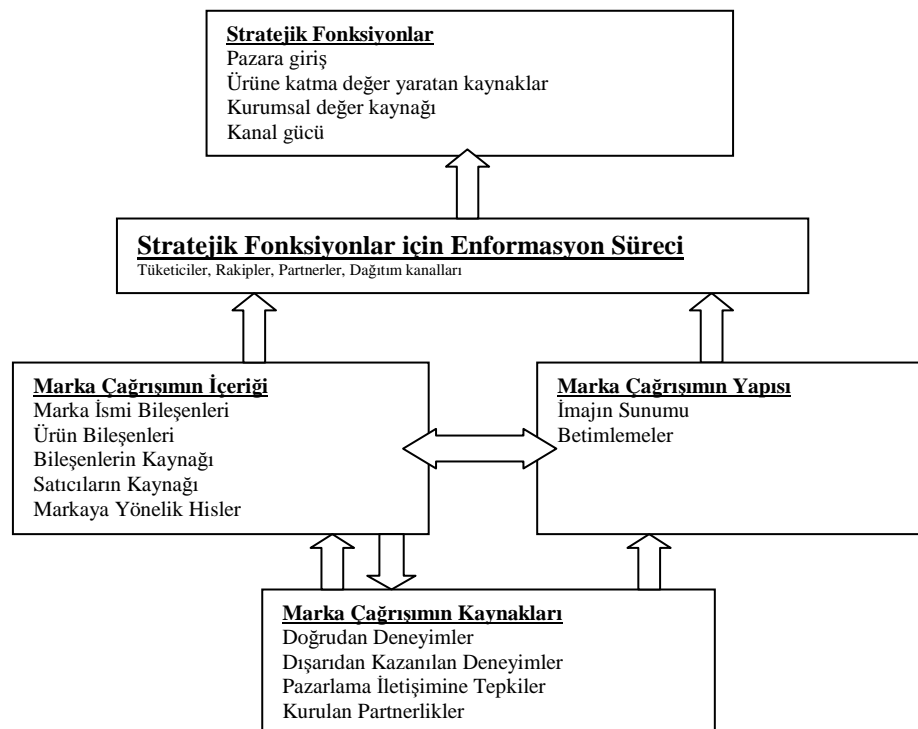 Stratejik Fonksiyonlar
Pazara giriş
Ürüne katma değer yaratan kaynaklar
Kurumsal değer kaynağı
Kanal gücü
Stratejik Fonksiyonlar için Enformasyon Süreci
Tüketiciler, Rakipler, Partnerler, Dağıtım kanalları
Marka Çağrışımın İçeriği
Marka İsmi Bileşenleri
Ürün Bileşenleri
Bileşenlerin Kaynağı
Satıcıların Kaynağı
Markaya Yönelik Hisler
Marka Çağrışımın Yapısı
İmajın Sunumu
Betimlemeler
Marka Çağrışımın Kaynakları
Doğrudan Deneyimler
Dışarıdan Kazanılan Deneyimler
Pazarlama İletişimine Tepkiler
Kurulan Partnerlikler